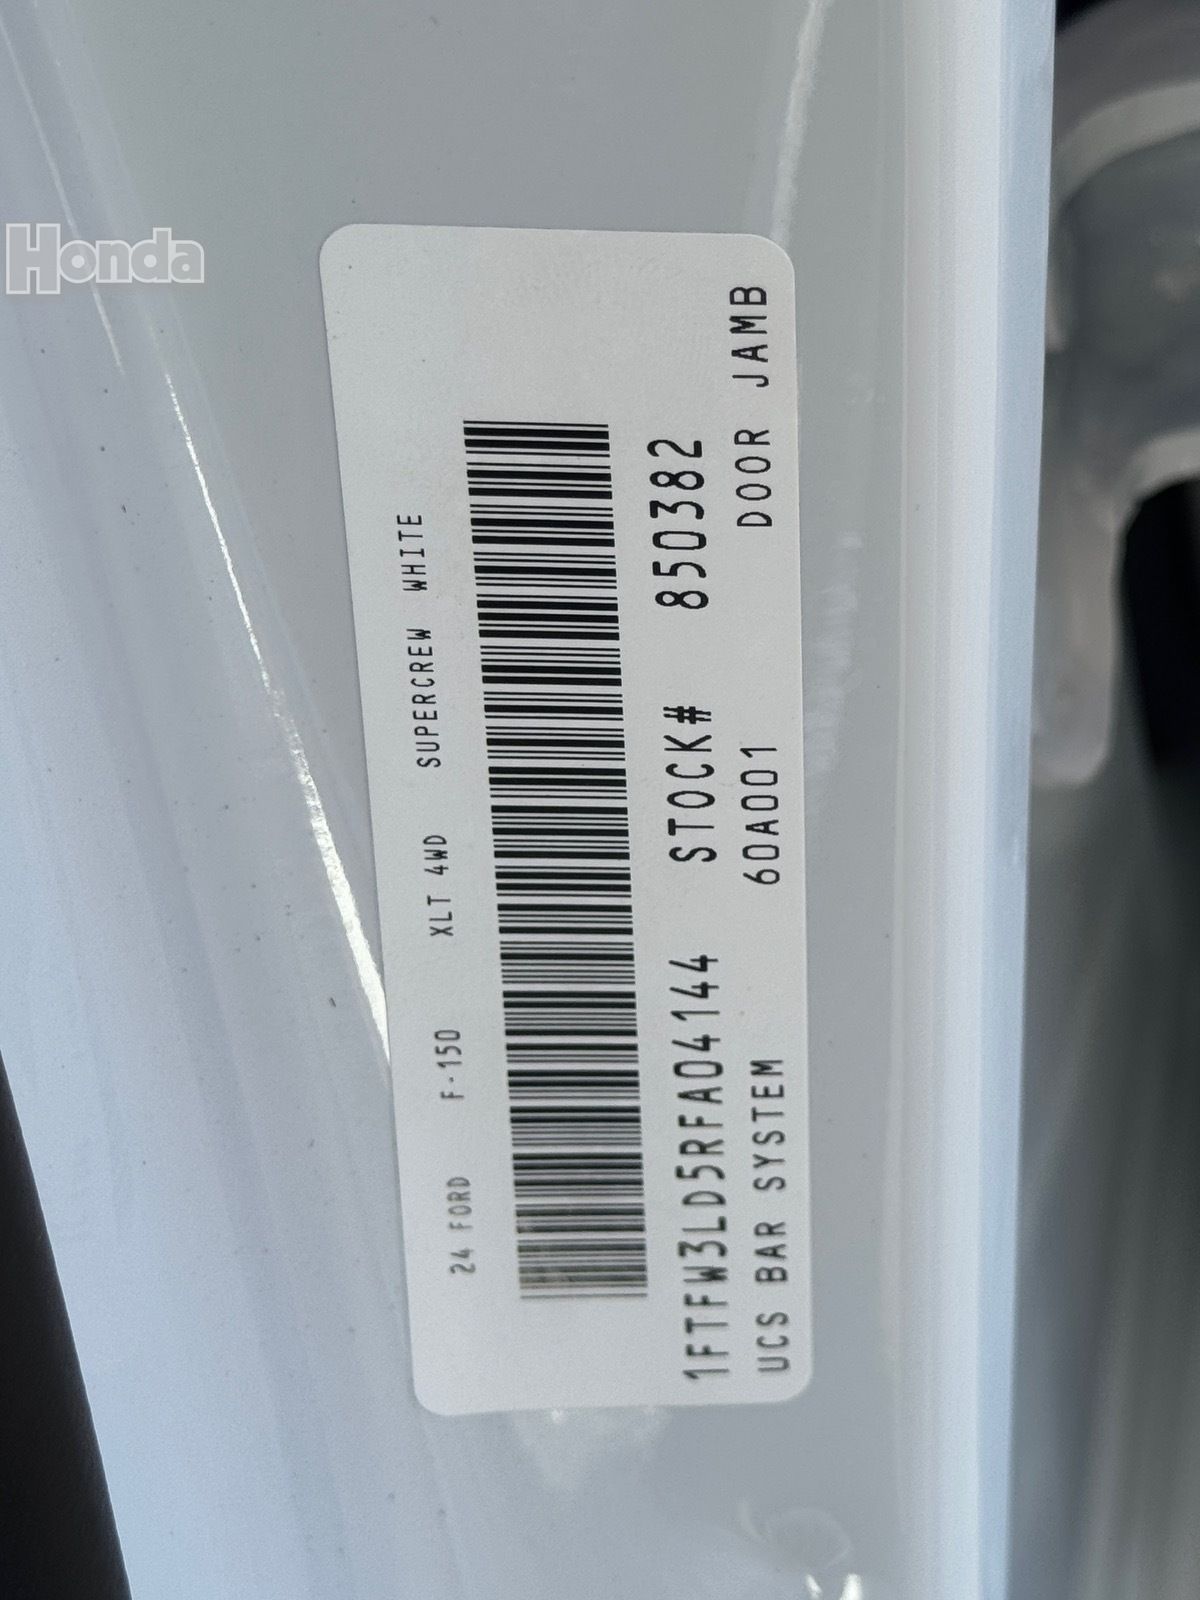 Honda
24 FORD F-150 XLT 4WD SUPERCREW WHITE
1FTFW3LD5RFA04144 STOCK# 850382
UCS BAR SYSTEM 60A001 DOOR JAMB